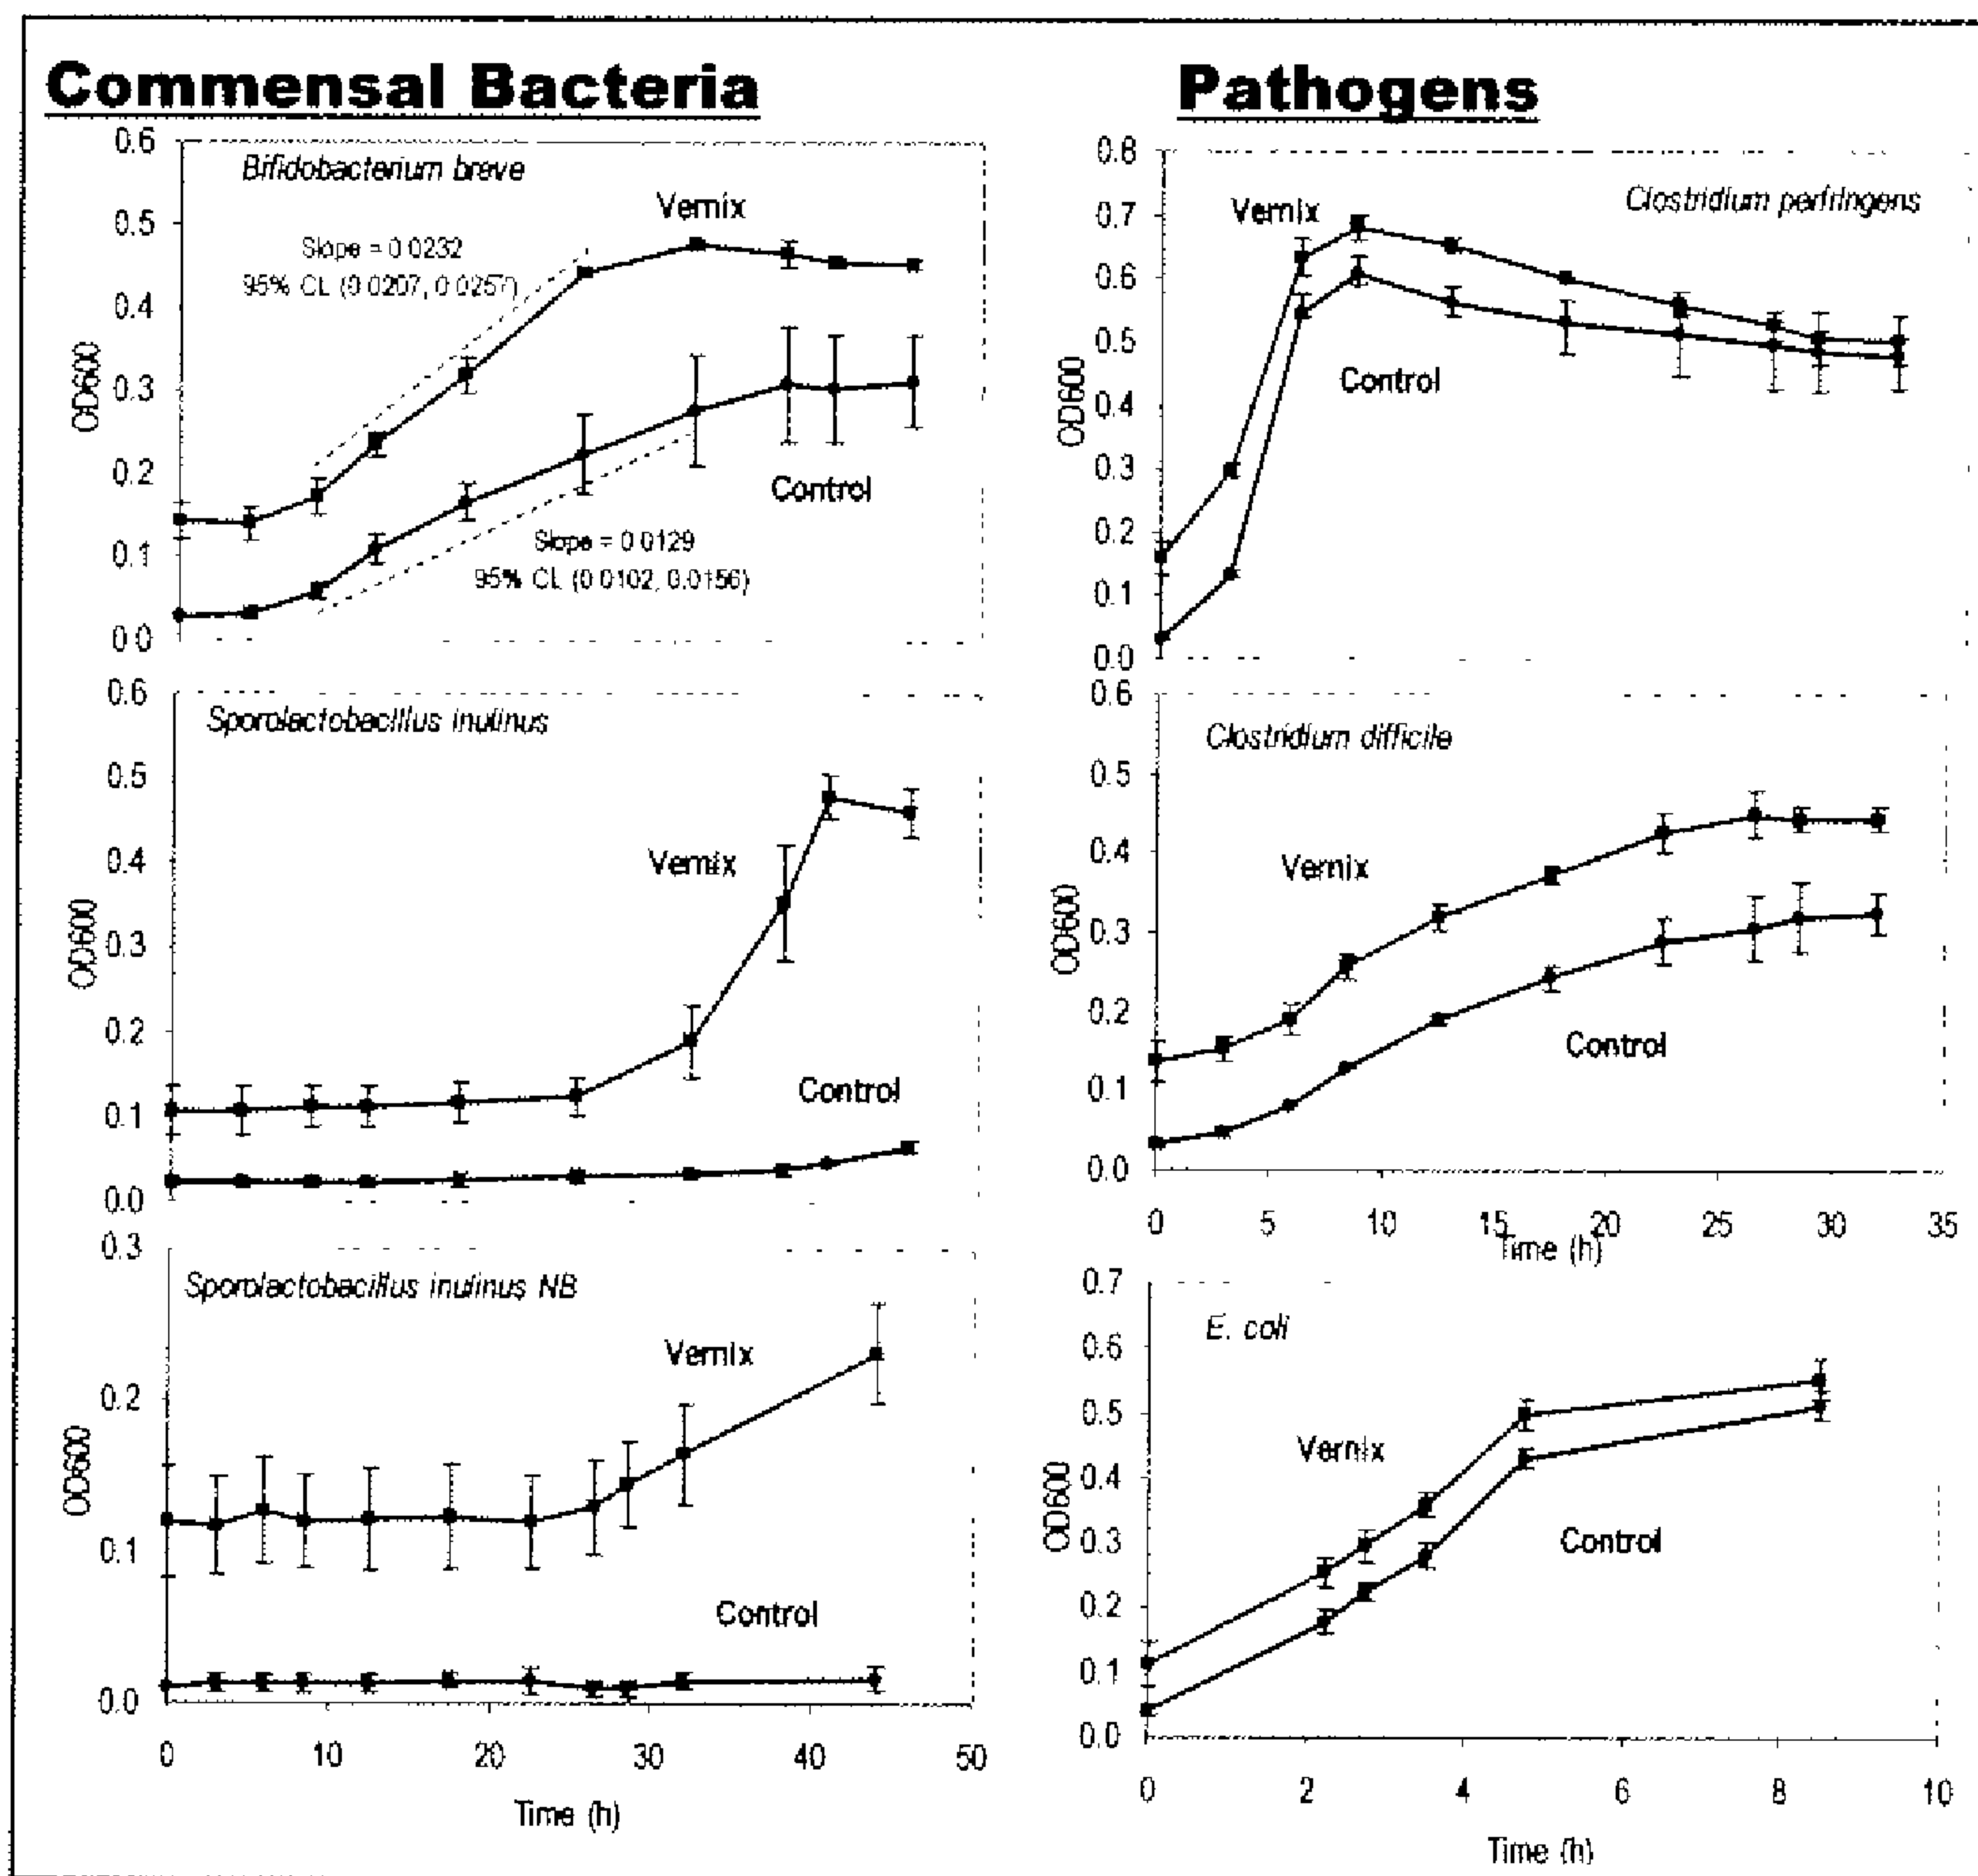 Commensal Bacteria
0.6
0.5
0.4
0.3
0.2
0.1
0.0
OD600
Bifidobacterium breve
Vernix
Slope = 0.0232
95% CL (0.0207, 0.0257)
Control
Slope = 0.0129
95% CL (0.0102, 0.0156)
0.6
0.5
0.4
0.3
0.2
0.1
0.0
OD600
Sporolactobacillus inulinus
Vernix
Control
0.3
0.2
0.1
0.0
OD600
Sporolactobacillus inulinus NB
Vernix
Control
0 10 20 30 40 50
Time (h)
Pathogens
0.8
0.7
0.6
0.5
0.4
0.3
0.2
0.1
0.0
OD600
Clostridium perfringens
Vernix
Control
0.6
0.5
0.4
0.3
0.2
0.1
0.0
OD600
Clostridium difficile
Vernix
Control
0 5 10 15 20 25 30 35
Time (h)
0.7
0.6
0.5
0.4
0.3
0.2
0.1
0.0
OD600
E. coli
Vernix
Control
0 2 4 6 8 10
Time (h)